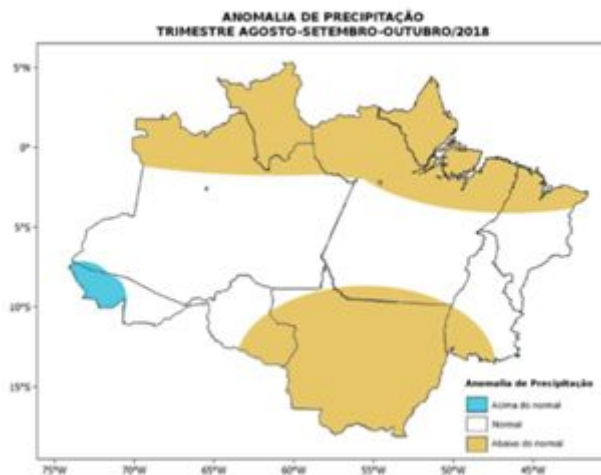 ANOMALIA DE PRECIPITAÇÃO
TRIMESTRE AGOSTO-SETEMBRO-OUTUBRO/2018
5°N
0°
5°S
10°S
15°S
Anomalia de Precipitação
Acima do normal
Normal
Abaixo do normal
75°W
70°W
65°W
60°W
55°W
50°W
45°W